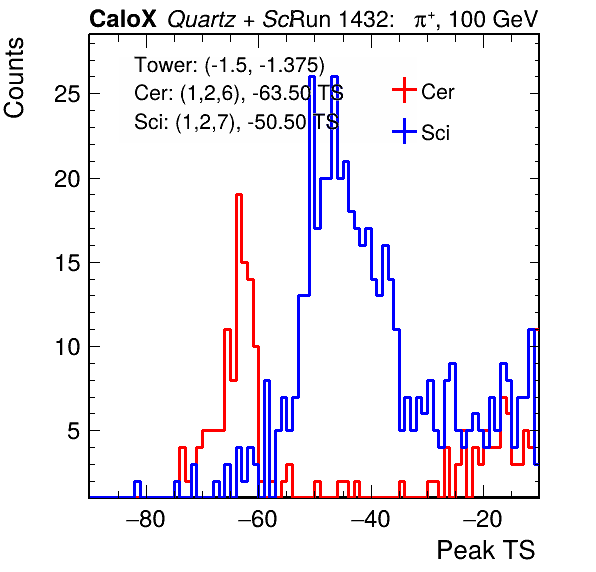 CaloX Quartz + Sci Run 1432: π⁺, 100 GeV
Tower: (-1.5, -1.375)
Cer: (1,2,6), -63.50 TS
Sci: (1,2,7), -50.50 TS
Cer
Sci
Counts
25
20
15
10
5
−80 −60 −40 −20
Peak TS